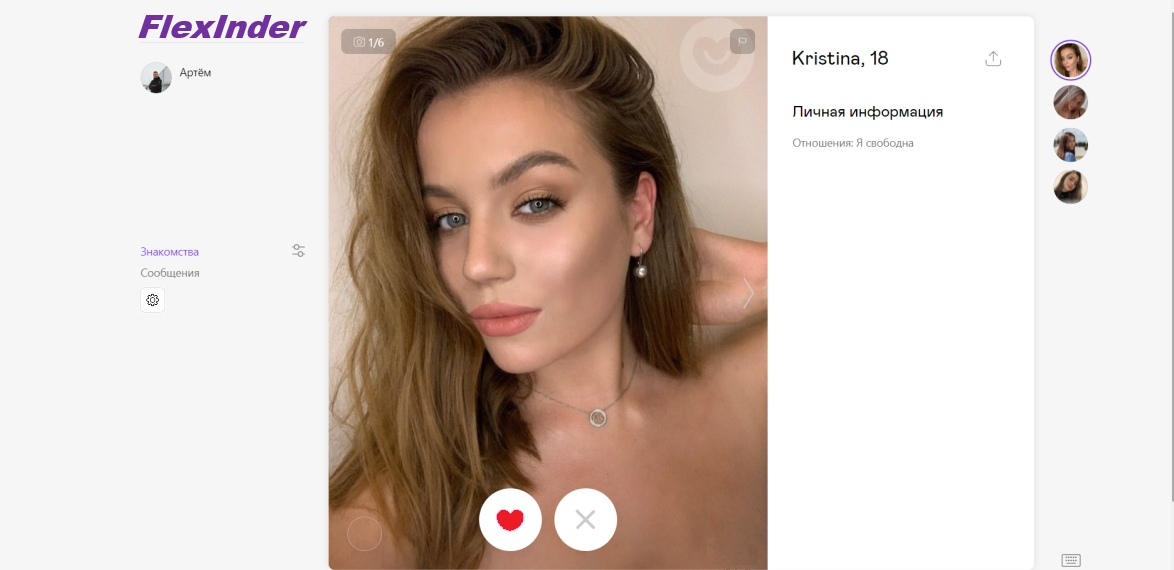 FlexInder
Артём
Знакомства
Сообщения
1/6
Kristina, 18
Личная информация
Отношения: Я свободна